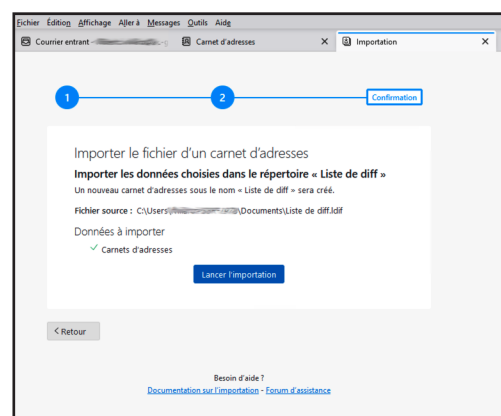 Fichier Édition Affichage Aller à Messages Outils Aide
Courrier entrant - Carnet d'adresses Importation
1 2 Confirmation
Importer le fichier d'un carnet d'adresses
Importer les données choisies dans le répertoire « Liste de diff »
Un nouveau carnet d'adresses sous le nom « Liste de diff » sera créé.
Fichier source : C:\Users\ \Documents\Liste de diff.ldif
Données à importer
Carnets d'adresses
Lancer l'importation
< Retour
Besoin d'aide ?
Documentation sur l'importation - Forum d'assistance